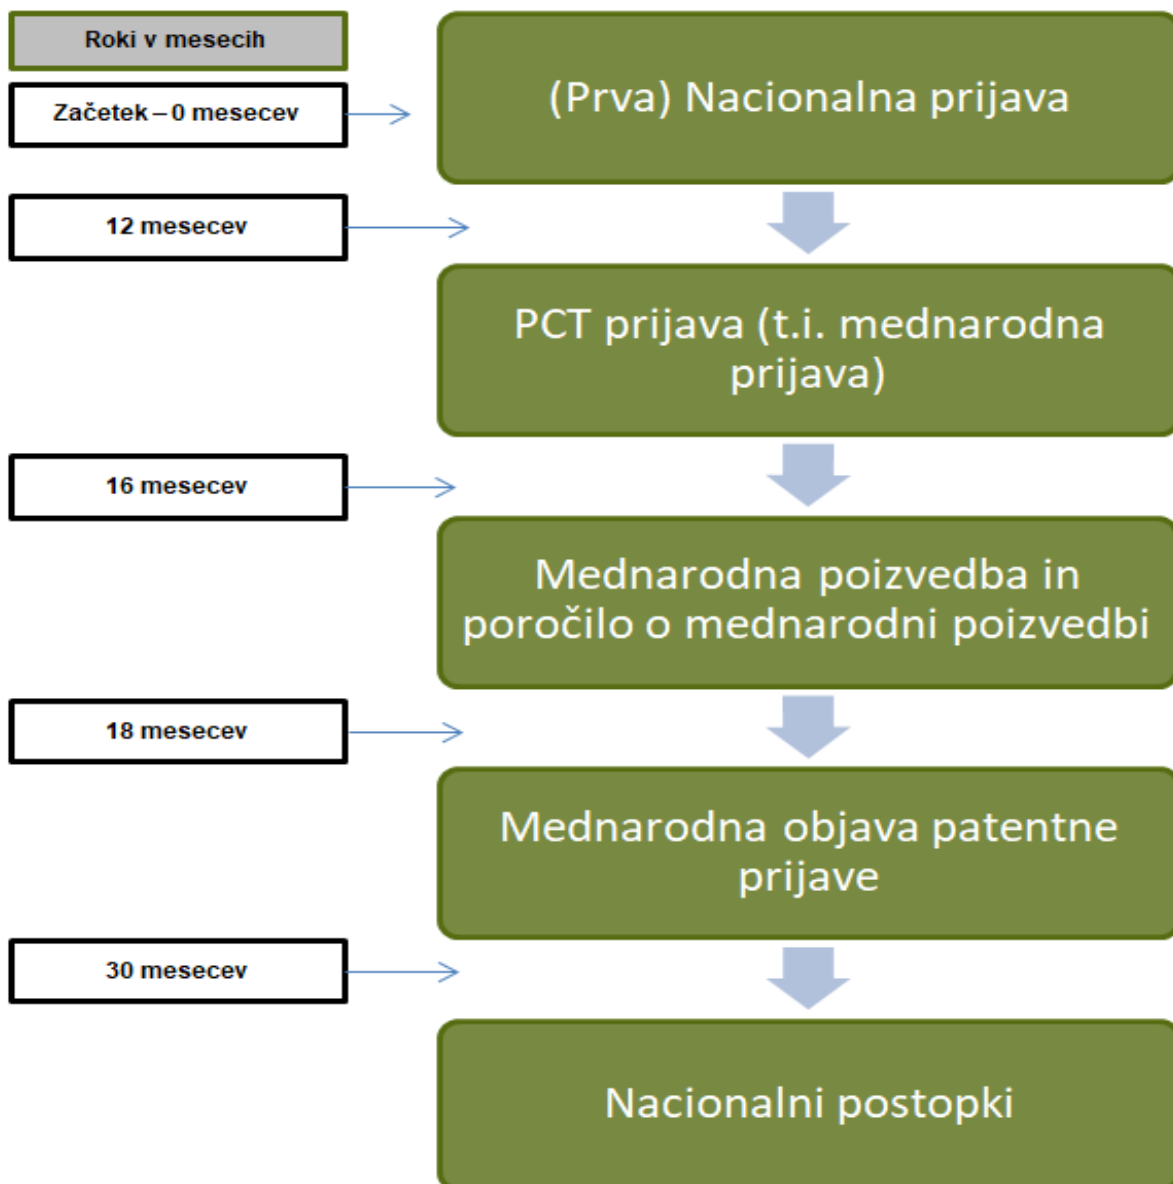 Roki v mesecih
Začetek – 0 mesecev
(Prva) Nacionalna prijava
12 mesecev
PCT prijava (t.i. mednarodna
prijava)
16 mesecev
Mednarodna poizvedba in
poročilo o mednarodni poizvedbi
18 mesecev
Mednarodna objava patentne
prijave
30 mesecev
Nacionalni postopki